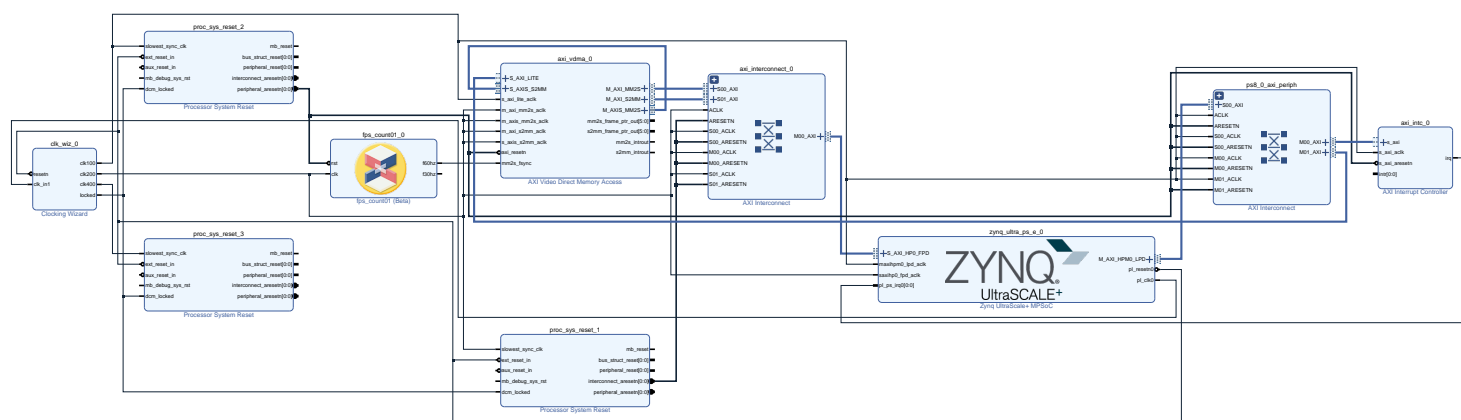 proc_sys_reset_2
slowest_sync_clk
ext_reset_in
aux_reset_in
mb_debug_sys_rst
dcm_locked
mb_reset
bus_struct_reset[0:0]
peripheral_reset[0:0]
interconnect_aresetn[0:0]
peripheral_aresetn[0:0]
Processor System Reset
clk_wiz_0
resetn
clk_in1
clk100
clk200
clk400
locked
Clocking Wizard
fps_count01_0
rst
clk
f60hz
f30hz
fps_count01 (Beta)
proc_sys_reset_3
slowest_sync_clk
ext_reset_in
aux_reset_in
mb_debug_sys_rst
dcm_locked
mb_reset
bus_struct_reset[0:0]
peripheral_reset[0:0]
interconnect_aresetn[0:0]
peripheral_aresetn[0:0]
Processor System Reset
axi_vdma_0
S_AXI_LITE
S_AXIS_S2MM
s_axi_lite_aclk
m_axi_mm2s_aclk
m_axis_mm2s_aclk
m_axi_s2mm_aclk
s_axis_s2mm_aclk
axi_resetn
mm2s_fsync
M_AXI_MM2S
M_AXI_S2MM
M_AXIS_MM2S
mm2s_frame_ptr_out[5:0]
s2mm_frame_ptr_out[5:0]
mm2s_introut
s2mm_introut
AXI Video Direct Memory Access
axi_interconnect_0
S00_AXI
S01_AXI
ACLK
ARESETN
S00_ACLK
S00_ARESETN
M00_ACLK
M00_ARESETN
S01_ACLK
S01_ARESETN
M00_AXI
AXI Interconnect
proc_sys_reset_1
slowest_sync_clk
ext_reset_in
aux_reset_in
mb_debug_sys_rst
dcm_locked
mb_reset
bus_struct_reset[0:0]
peripheral_reset[0:0]
interconnect_aresetn[0:0]
peripheral_aresetn[0:0]
Processor System Reset
zynq_ultra_ps_e_0
S_AXI_HP0_FPD
maxihpm0_lpd_aclk
saxihp0_fpd_aclk
pl_ps_irq0[0:0]
ZYNQ
UltraSCALE+
M_AXI_HPM0_LPD
pl_resetn0
pl_clk0
Zynq UltraScale+ MPSoC
ps8_0_axi_periph
S00_AXI
ACLK
ARESETN
S00_ACLK
S00_ARESETN
M00_ACLK
M00_ARESETN
M01_ACLK
M01_ARESETN
M00_AXI
M01_AXI
AXI Interconnect
axi_intc_0
s_axi
s_axi_aclk
s_axi_aresetn
intr[0:0]
irq
AXI Interrupt Controller